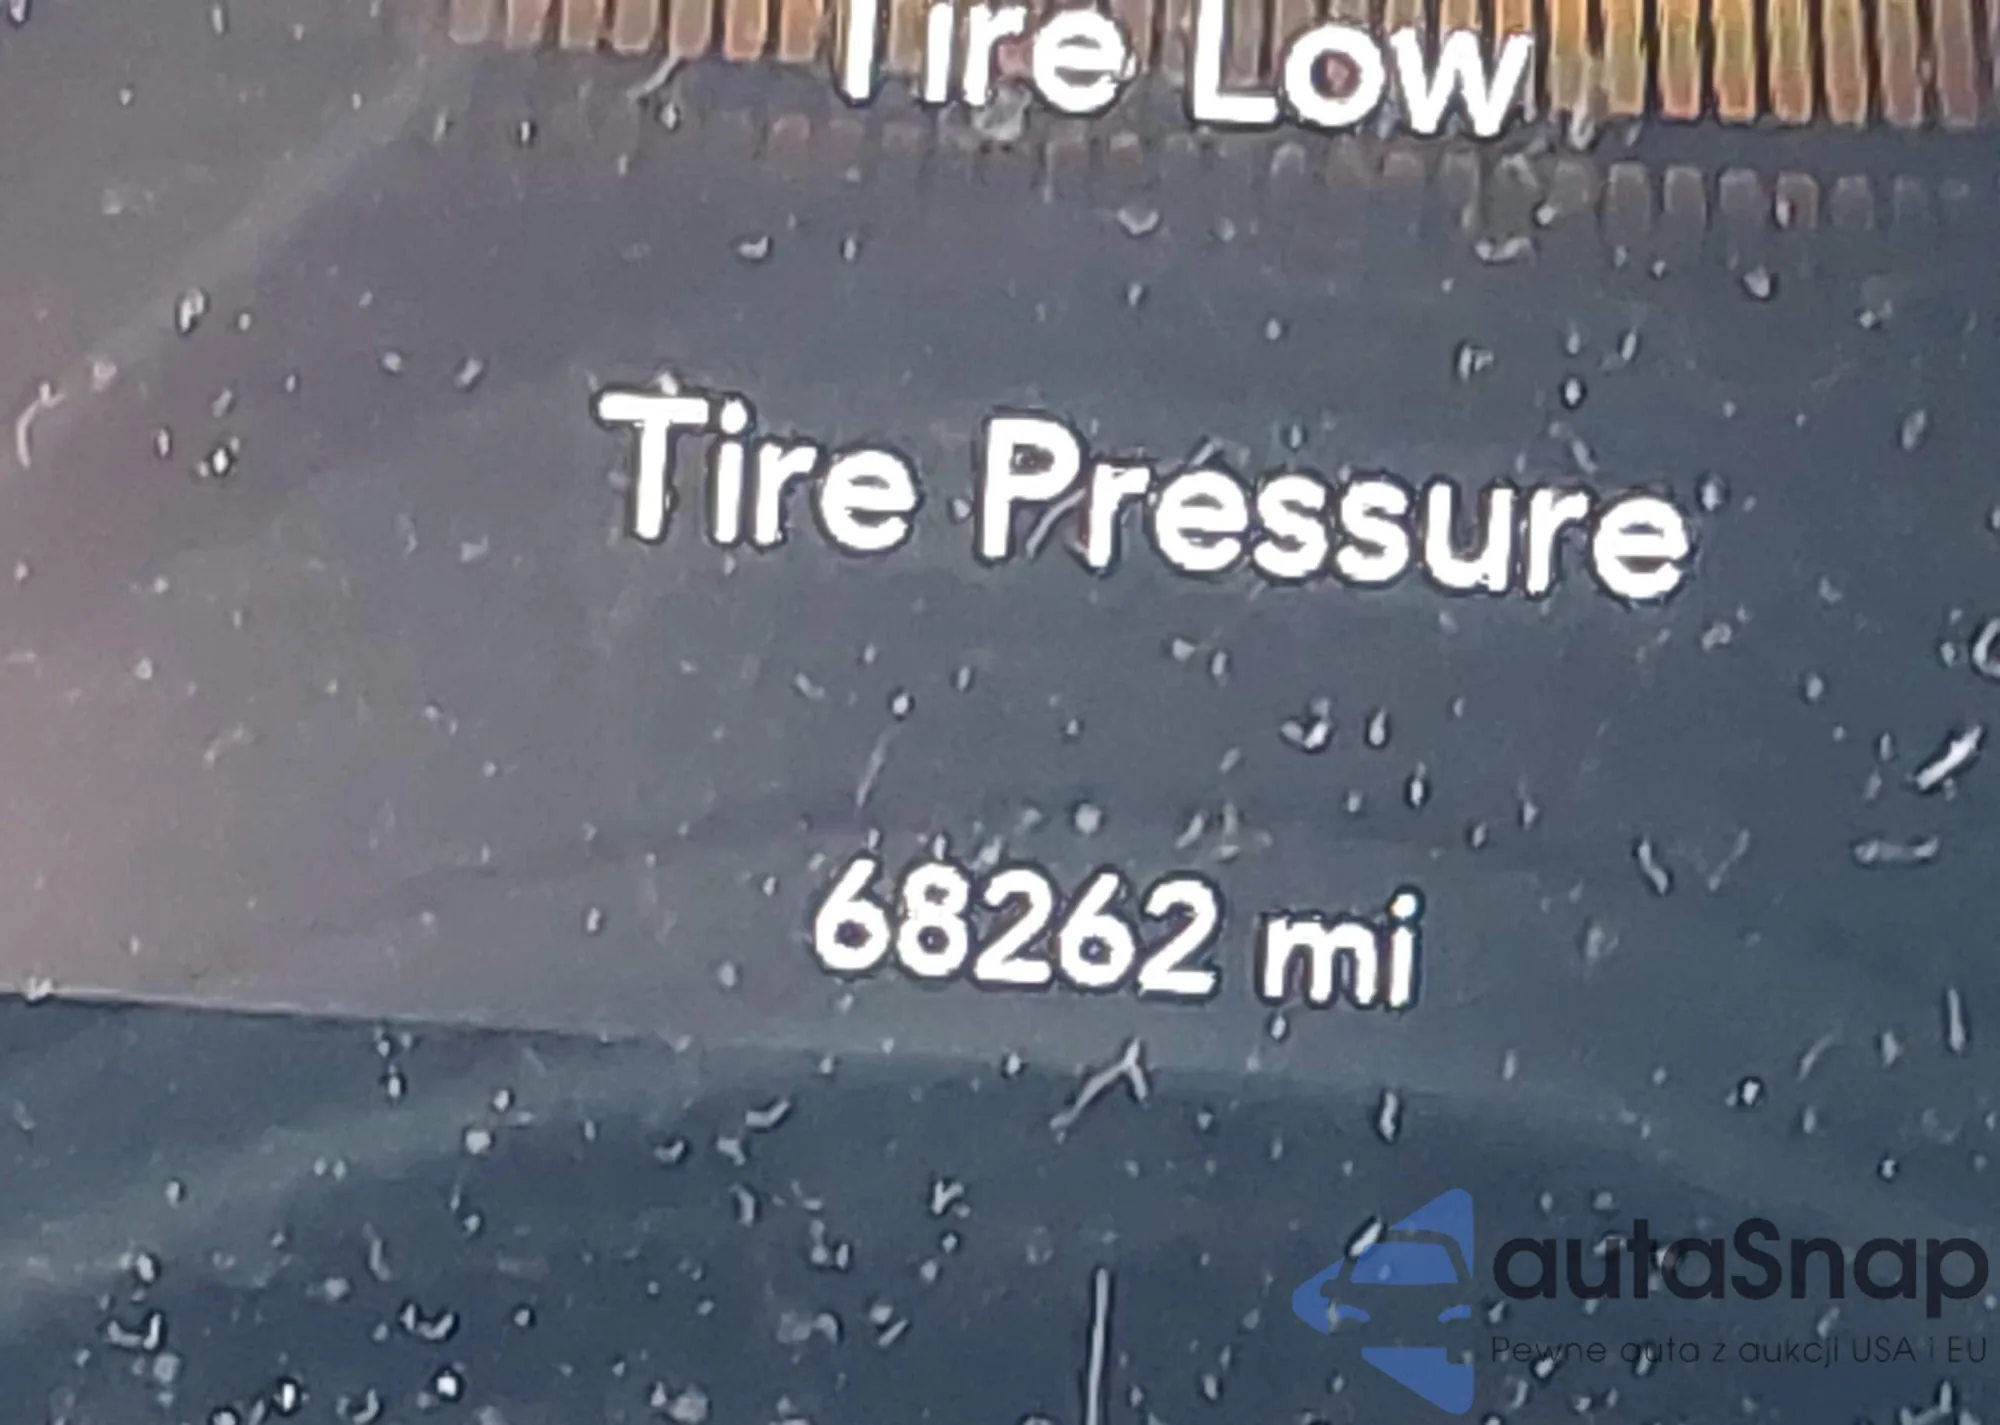 Tire Low
Tire Pressure
68262 mi
autaSnap
Pewne auta z aukcji USA i EU